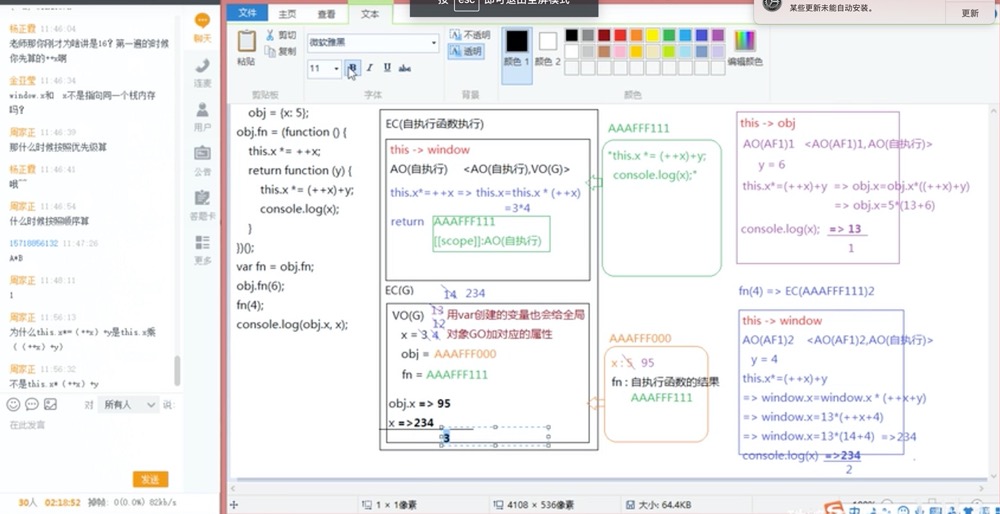 杨正霞 11:46:04
老师那你刚才为啥讲是16? 第一遍的时候
你先算的++x啊
金亚莹 11:46:34
window.x和 x不是指向同一个栈内存
吗?
周家正 11:46:39
那什么时候按优先级算
杨正霞 11:46:41
哦~~
周家正 11:46:54
什么时候按照顺序算
15718856132 11:47:26
A*B
周家正 11:48:11
1
周家正 11:56:13
为什么this.x*=(++x)+y是this.x乘
((++x)+y)
周家正 11:56:32
不是this.x*(++x)+y
对 所有人 说:
在此发言
发送
30人 02:18:52 掉帧: 0(0.0%) 82kb/s
聊天
连麦
用户
公告
答题卡
更多
文件 主页 查看 文本
按 esc 即可退出全屏模式
某些更新未能自动安装。
更新
粘贴
剪切
复制
剪贴板
微软雅黑
11
B I U abc
字体
不透明
透明
背景
颜色 1
颜色 2
编辑颜色
颜色
obj = {x: 5};
obj.fn = (function () {
this.x *= ++x;
return function (y) {
this.x *= (++x)+y;
console.log(x);
}
})();
var fn = obj.fn;
obj.fn(6);
fn(4);
console.log(obj.x, x);
EC(自执行函数执行)
this -> window
AO(自执行) <AO(自执行),VO(G)>
this.x*=++x => this.x=this.x * (++x)
=3*4
return AAAFFF111
[[scope]]:AO(自执行)
EC(G) 14 234
VO(G) 13 用var创建的变量也会给全局
12
x = 3 4 对象GO加对应的属性
obj = AAAFFF000
fn = AAAFFF111
obj.x => 95
x =>234
3
AAAFFF111
"this.x *= (++x)+y;
console.log(x);"
AAAFFF000
x : 5 95
fn : 自执行函数的结果
AAAFFF111
this -> obj
AO(AF1)1 <AO(AF1)1,AO(自执行)>
y = 6
this.x*=(++x)+y => obj.x=obj.x*((++x)+y)
=> obj.x=5*(13+6)
console.log(x); => 13
1
fn(4) => EC(AAAFFF111)2
this -> window
AO(AF1)2 <AO(AF1)2,AO(自执行)>
y = 4
this.x*=(++x)+y
=> window.x=window.x * (++x+y)
=> window.x=13*(++x+4)
=> window.x=13*(14+4) =>234
console.log(x) =>234
2
1 × 1像素
4108 × 536像素
大小: 64.4KB